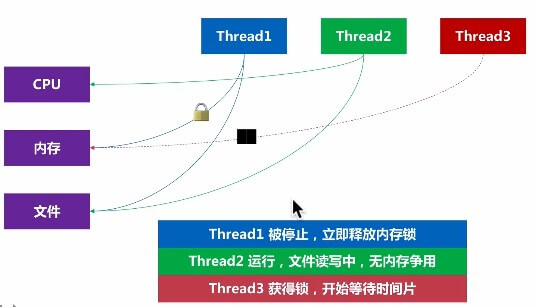 Thread1
Thread2
Thread3
CPU
内存
文件
Thread1 被停止，立即释放内存锁
Thread2 运行，文件读写中，无内存争用
Thread3 获得锁，开始等待时间片